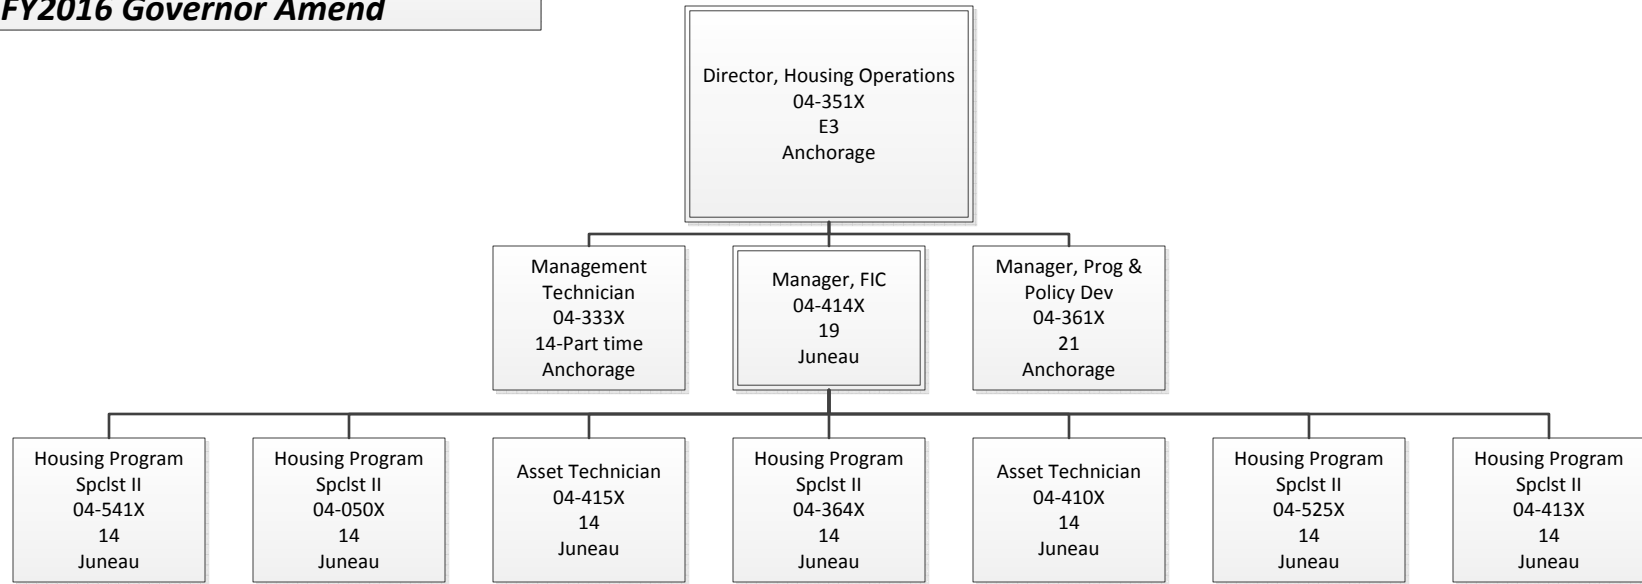 FY2016 Governor Amend
Director, Housing Operations
04-351X
E3
Anchorage
Management
Technician
04-333X
14-Part time
Anchorage
Manager, FIC
04-414X
19
Juneau
Manager, Prog &
Policy Dev
04-361X
21
Anchorage
Housing Program
Spclst II
04-541X
14
Juneau
Housing Program
Spclst II
04-050X
14
Juneau
Asset Technician
04-415X
14
Juneau
Housing Program
Spclst II
04-364X
14
Juneau
Asset Technician
04-410X
14
Juneau
Housing Program
Spclst II
04-525X
14
Juneau
Housing Program
Spclst II
04-413X
14
Juneau